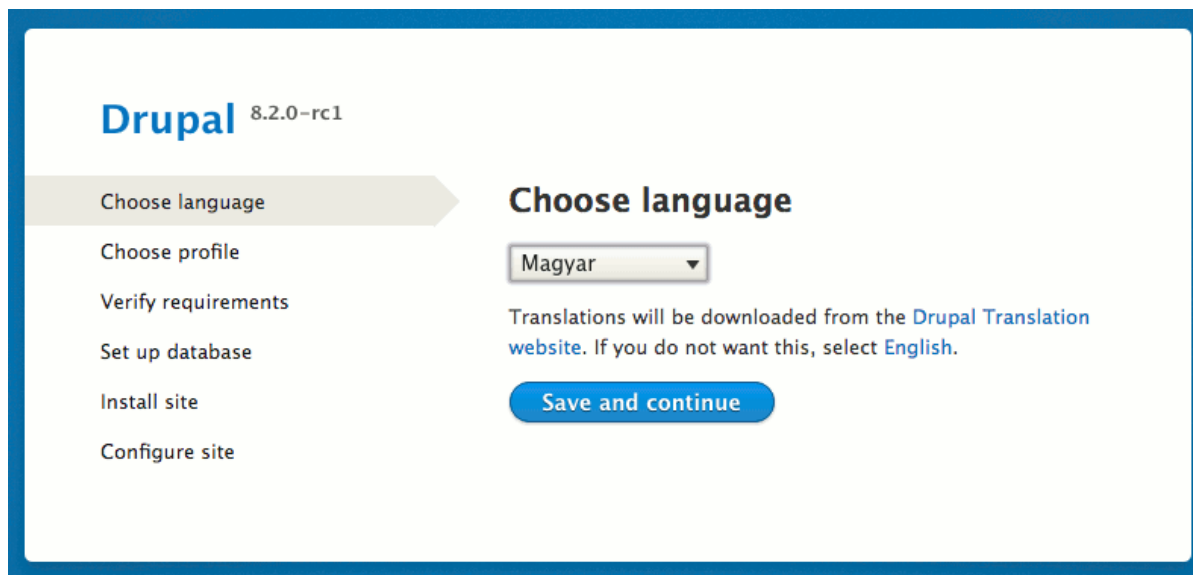 Drupal 8.2.0-rc1
Choose language
Choose profile
Verify requirements
Set up database
Install site
Configure site
Choose language
Magyar
Translations will be downloaded from the Drupal Translation
website. If you do not want this, select English.
Save and continue